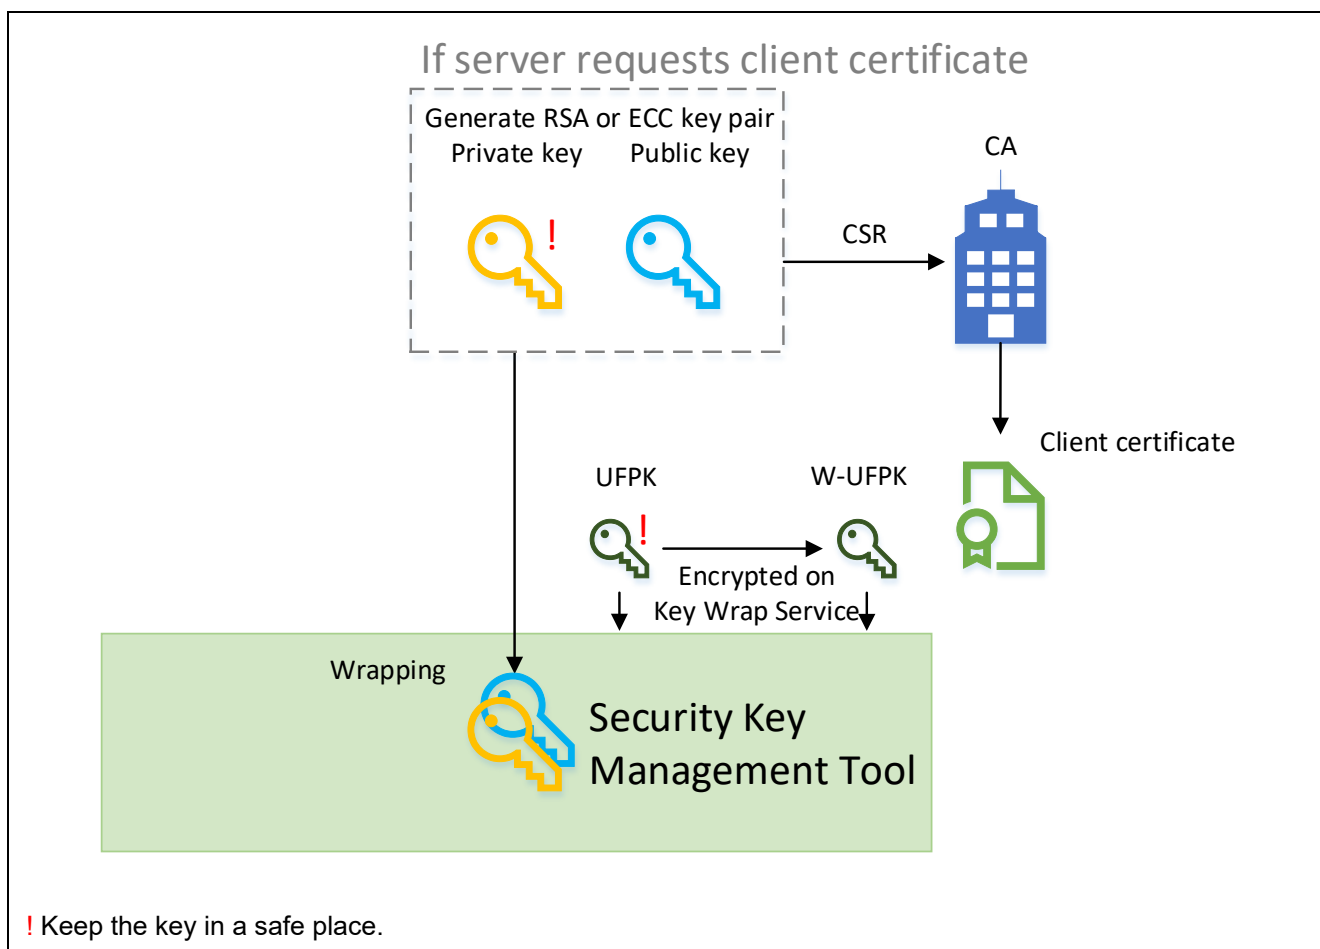 If server requests client certificate
Generate RSA or ECC key pair
Private key
Public key
!
CA
CSR
Client certificate
UFPK
W-UFPK
!
Encrypted on
Key Wrap Service
Wrapping
Security Key
Management Tool
! Keep the key in a safe place.